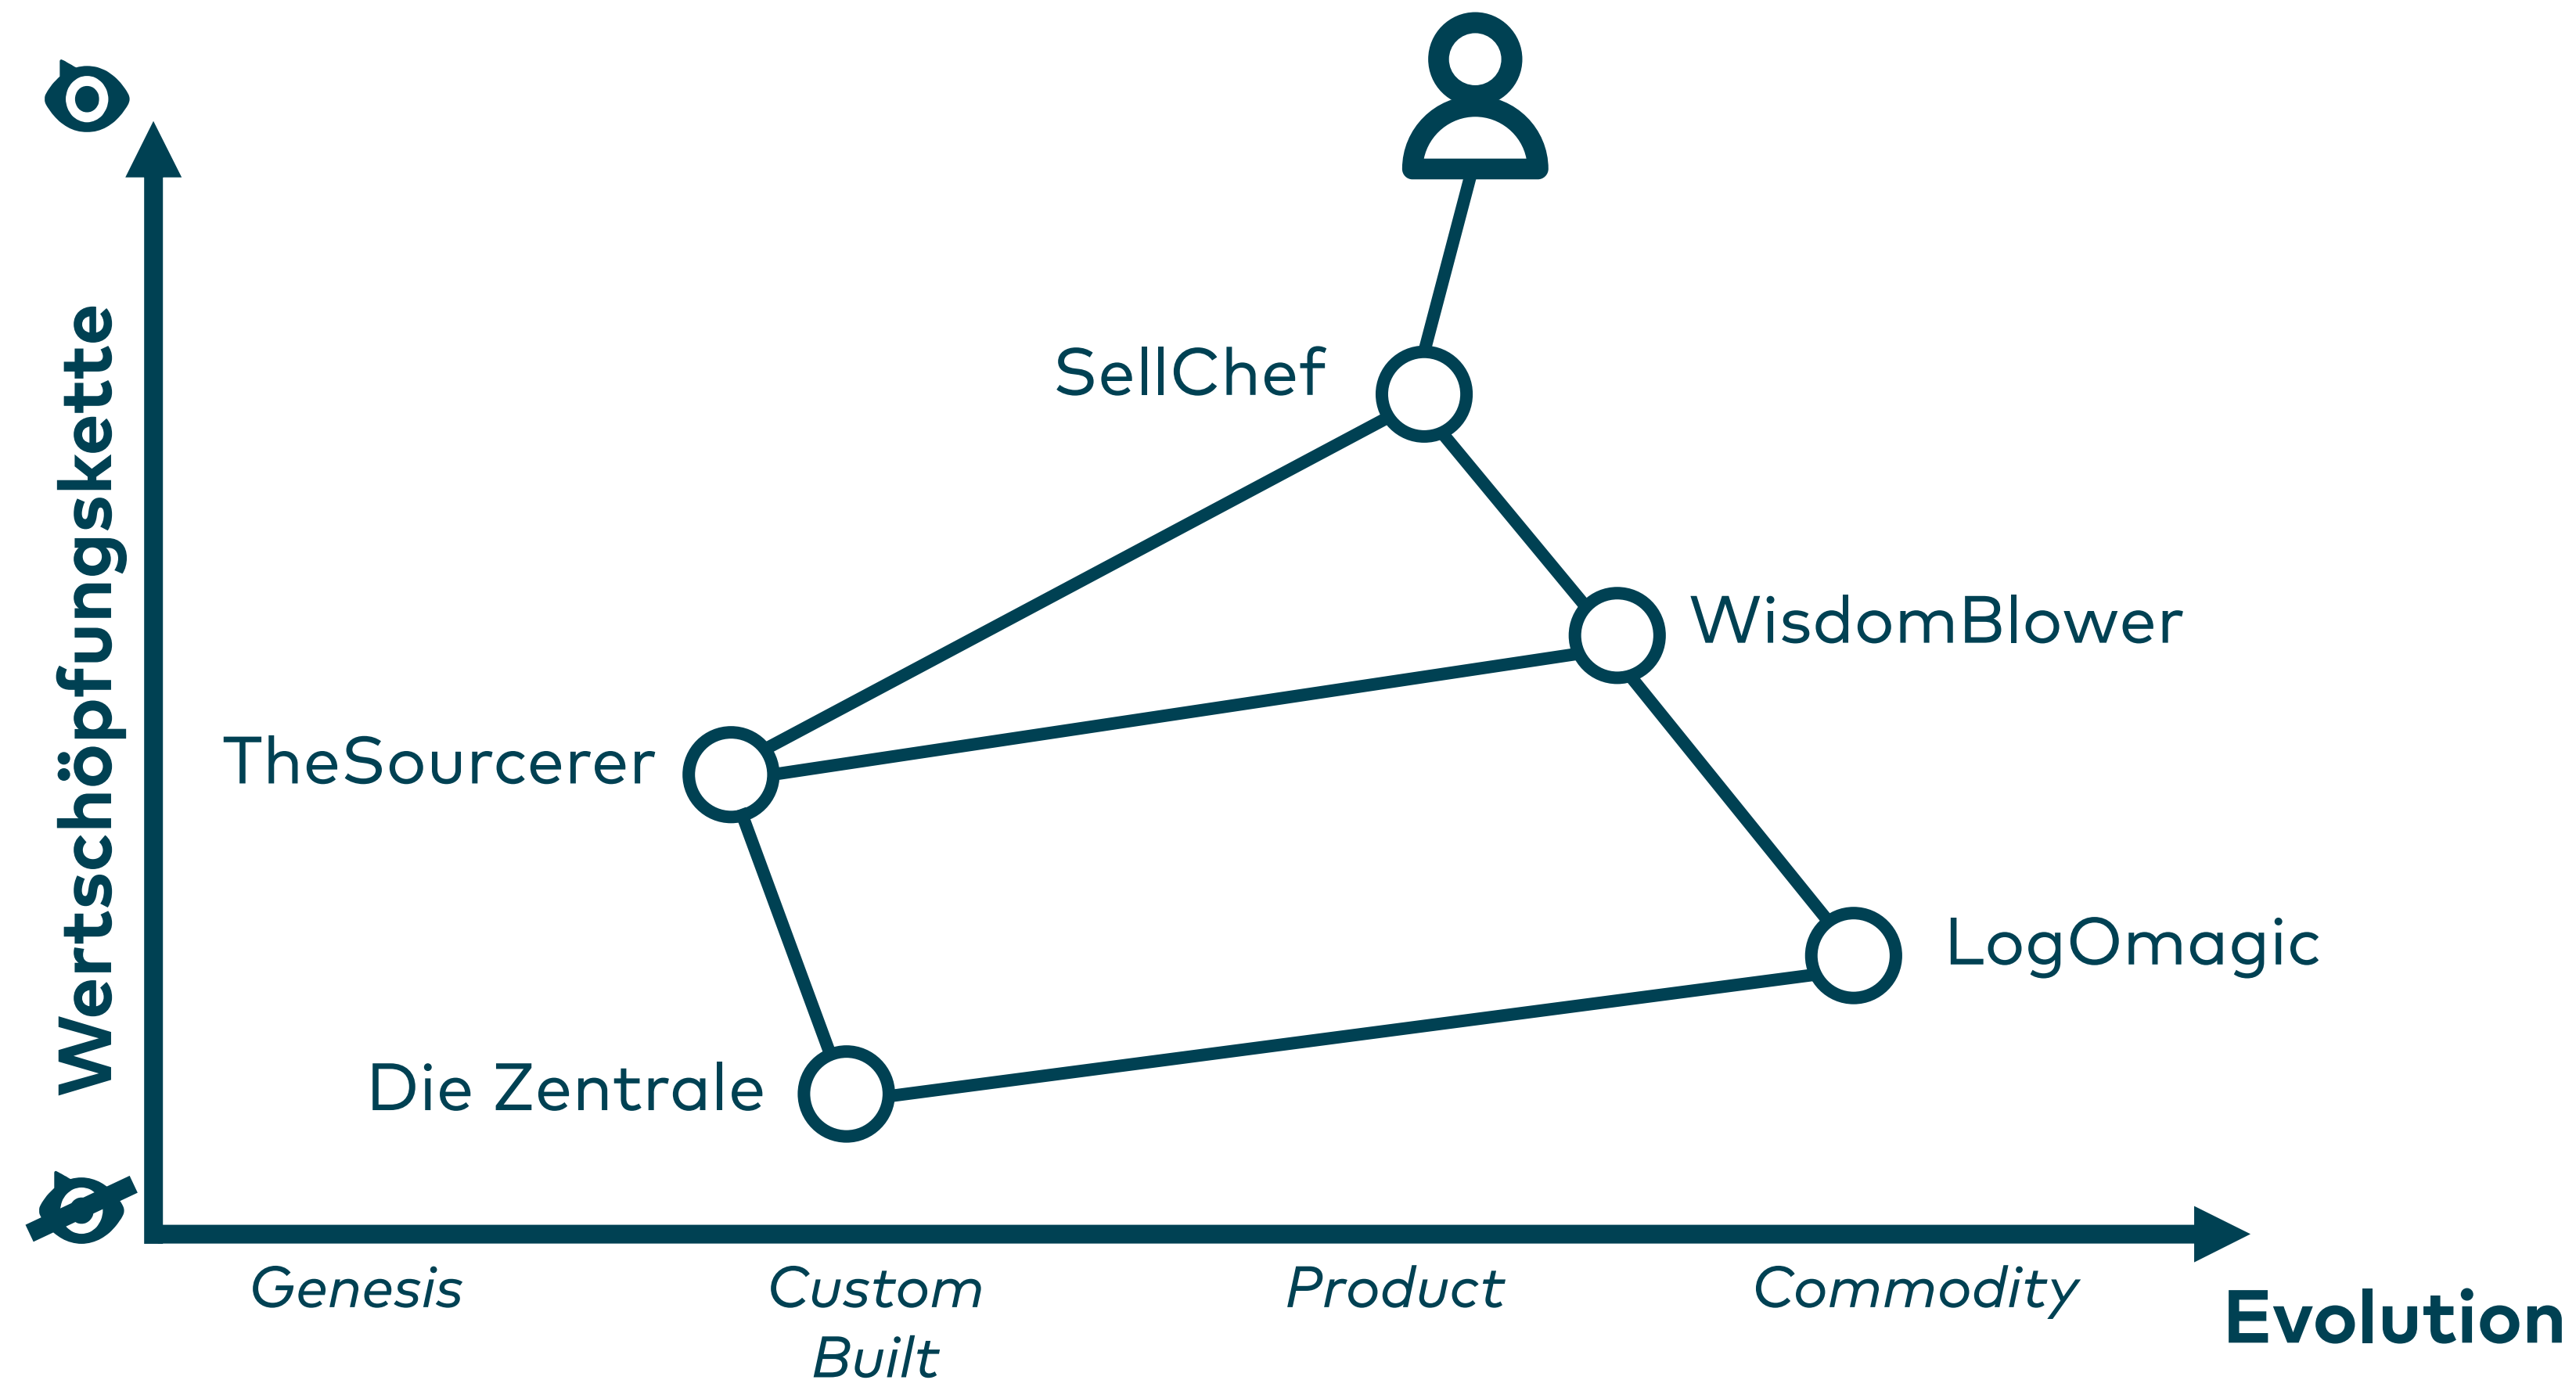 Wertschöpfungskette
SellChef
WisdomBlower
TheSourcerer
LogOmagic
Die Zentrale
Genesis
Custom
Built
Product
Commodity
Evolution